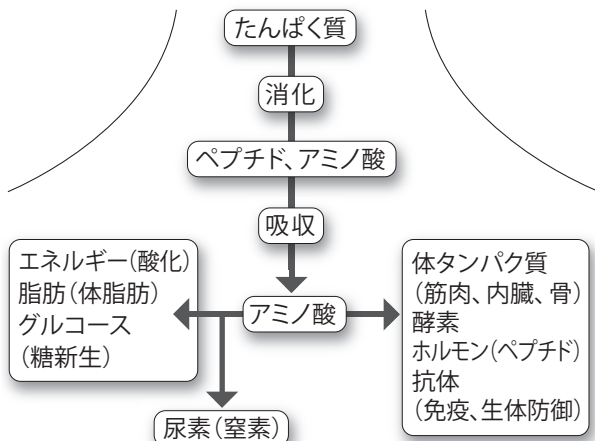 たんぱく質
消化
ペプチド、アミノ酸
吸収
エネルギー(酸化)
脂肪(体脂肪)
グルコース
(糖新生)
アミノ酸
体タンパク質
(筋肉、内臓、骨)
酵素
ホルモン(ペプチド)
抗体
(免疫、生体防御)
尿素(窒素)